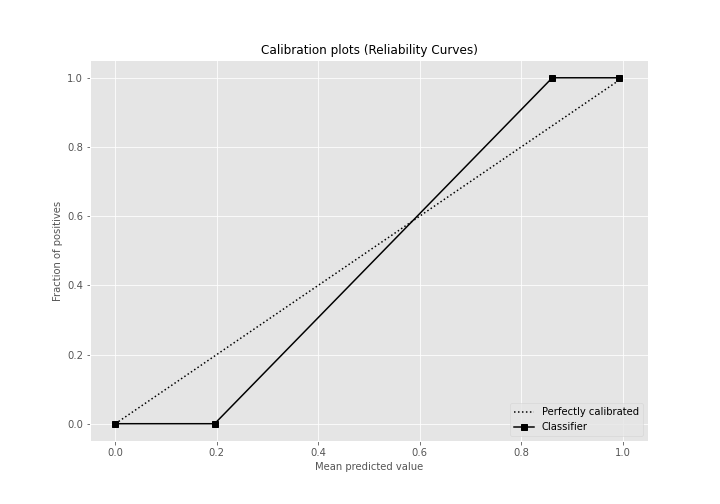 Calibration plots (Reliability Curves)
1.0
0.8
0.6
0.4
0.2
0.0
Fraction of positives
Perfectly calibrated
Classifier
0.0 0.2 0.4 0.6 0.8 1.0
Mean predicted value